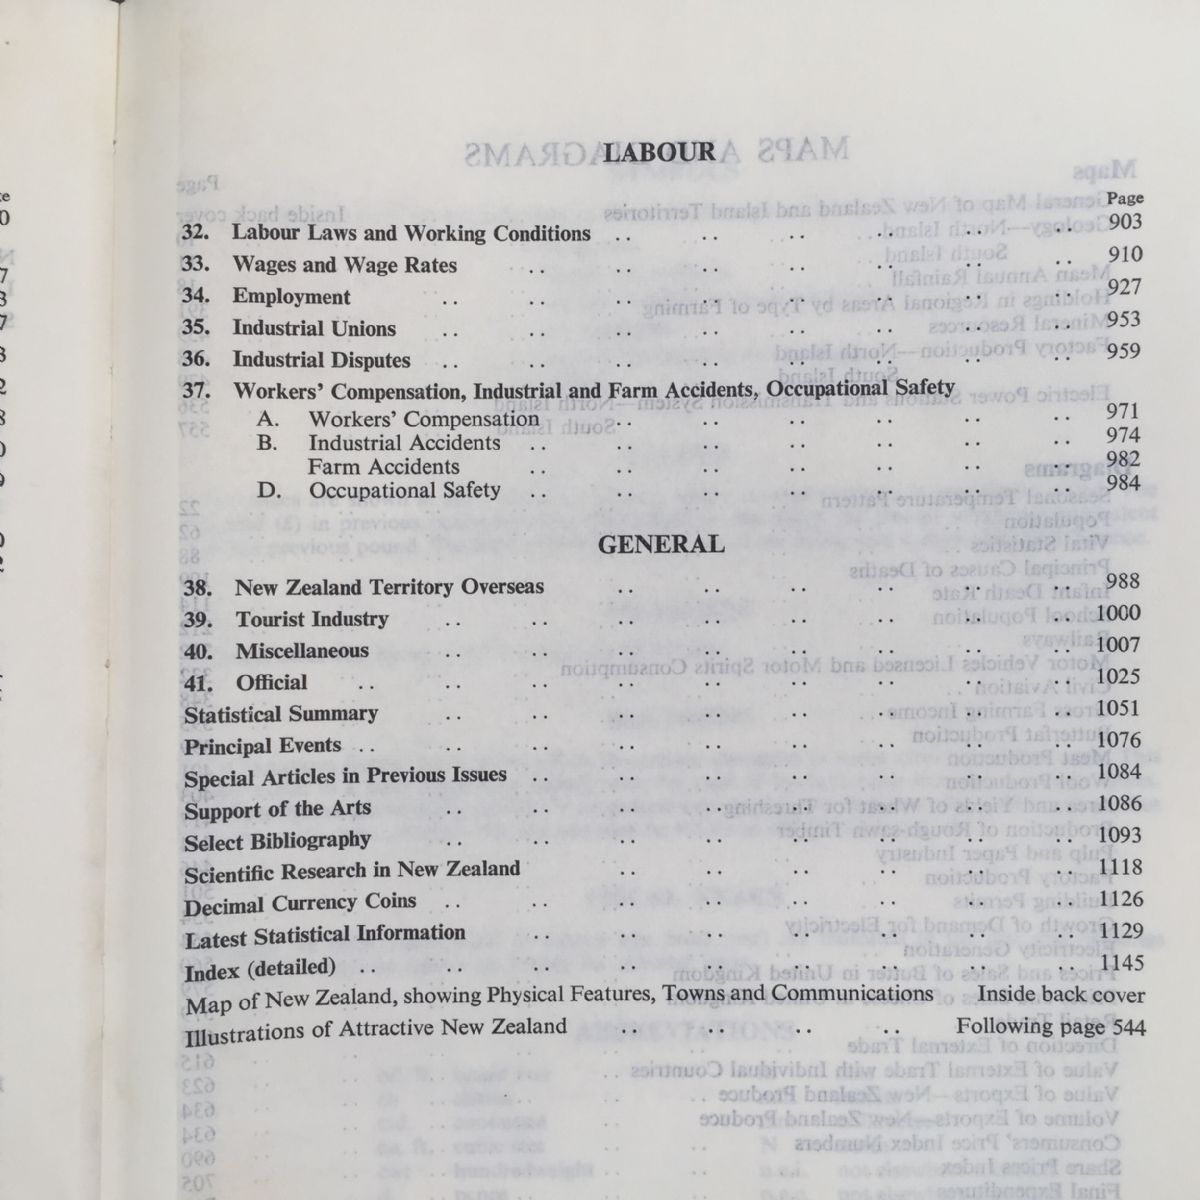 LABOUR
Page
32. Labour Laws and Working Conditions .. .. .. .. .. 903
33. Wages and Wage Rates .. .. .. .. .. .. .. 910
34. Employment .. .. .. .. .. .. .. .. 927
35. Industrial Unions .. .. .. .. .. .. .. .. 953
36. Industrial Disputes .. .. .. .. .. .. .. .. 959
37. Workers' Compensation, Industrial and Farm Accidents, Occupational Safety
A. Workers' Compensation .. .. .. .. .. .. 971
B. Industrial Accidents .. .. .. .. .. .. .. 974
Farm Accidents .. .. .. .. .. .. .. 982
D. Occupational Safety .. .. .. .. .. .. .. 984
GENERAL
38. New Zealand Territory Overseas .. .. .. .. .. .. 988
39. Tourist Industry .. .. .. .. .. .. .. .. 1000
40. Miscellaneous .. .. .. .. .. .. .. .. 1007
41. Official .. .. .. .. .. .. .. .. .. 1025
Statistical Summary .. .. .. .. .. .. .. .. 1051
Principal Events .. .. .. .. .. .. .. .. .. 1076
Special Articles in Previous Issues .. .. .. .. .. .. .. 1084
Support of the Arts .. .. .. .. .. .. .. .. 1086
Select Bibliography .. .. .. .. .. .. .. .. 1093
Scientific Research in New Zealand .. .. .. .. .. .. 1118
Decimal Currency Coins .. .. .. .. .. .. .. .. 1126
Latest Statistical Information .. .. .. .. .. .. .. 1129
Index (detailed) .. .. .. .. .. .. .. .. .. 1145
Map of New Zealand, showing Physical Features, Towns and Communications Inside back cover
Illustrations of Attractive New Zealand .. .. .. .. Following page 544